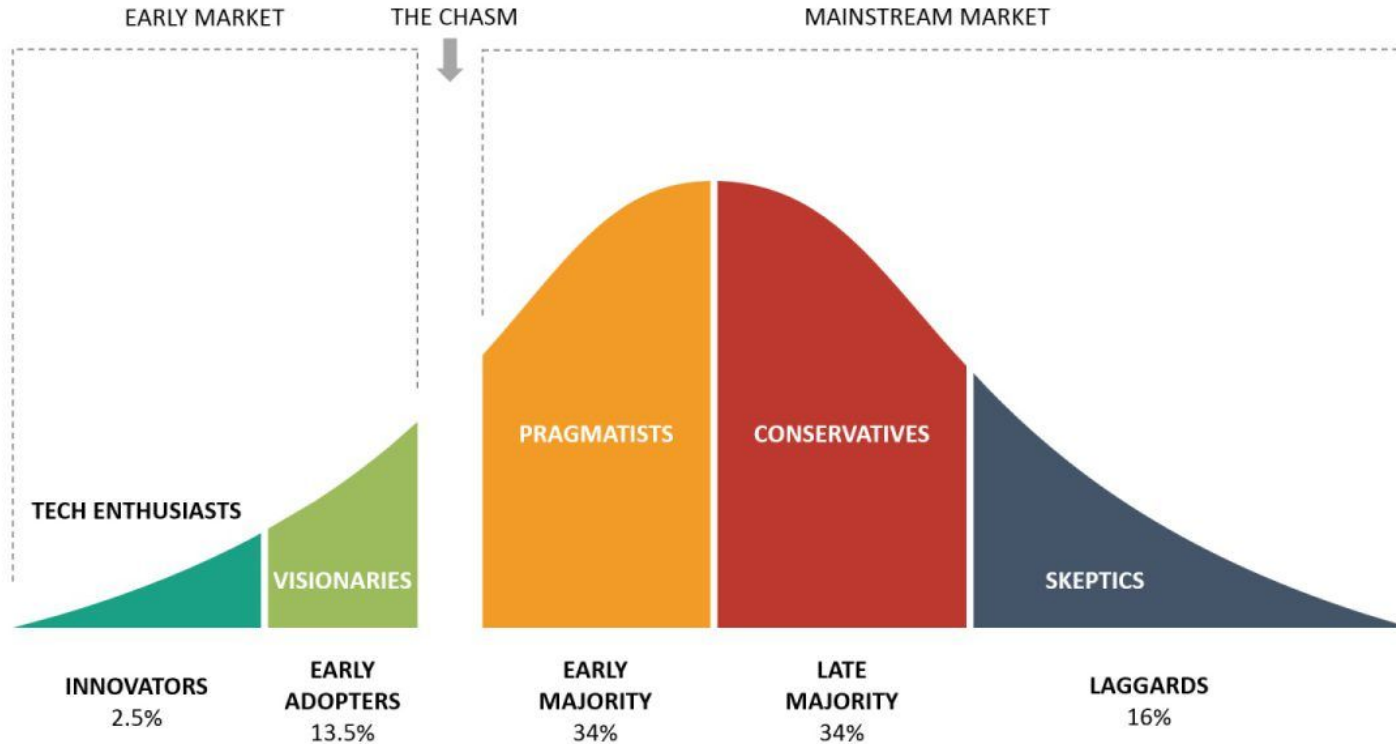 EARLY MARKET
THE CHASM
MAINSTREAM MARKET
PRAGMATISTS
CONSERVATIVES
TECH ENTHUSIASTS
VISIONARIES
SKEPTICS
INNOVATORS
2.5%
EARLY
ADOPTERS
13.5%
EARLY
MAJORITY
34%
LATE
MAJORITY
34%
LAGGARDS
16%